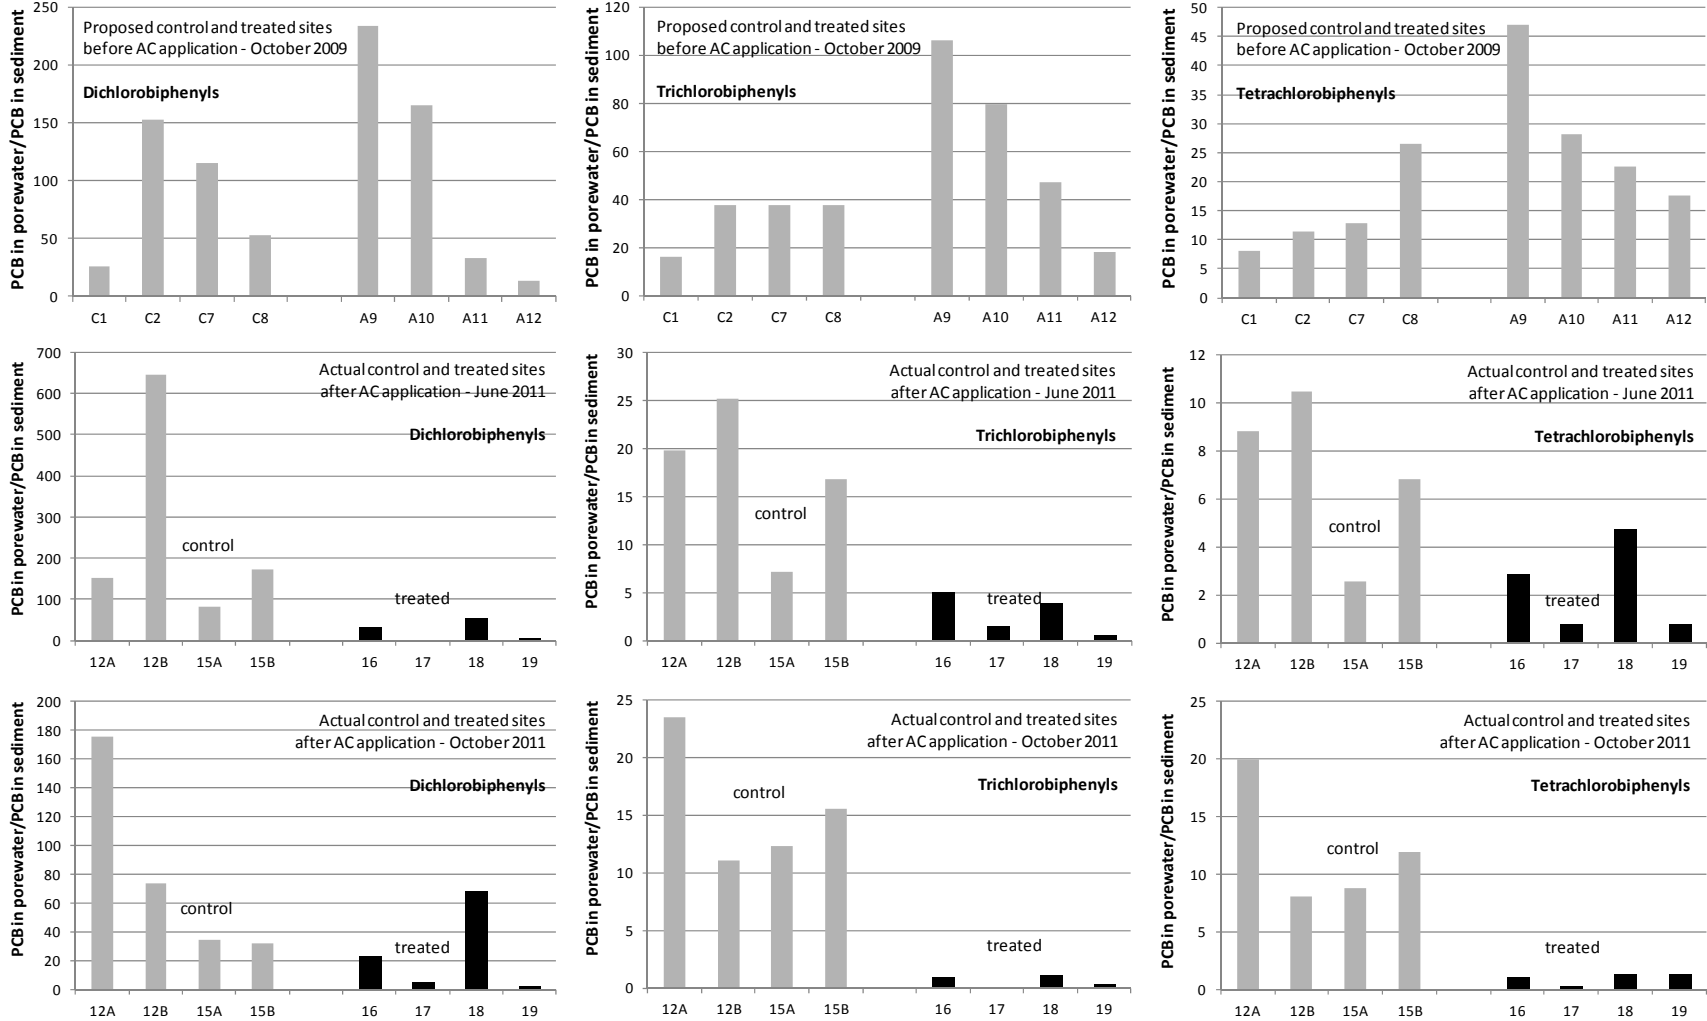 PCB in porewater/PCB in sediment
250
200
150
100
50
0
Proposed control and treated sites
before AC application - October 2009
Dichlorobiphenyls
C1 C2 C7 C8 A9 A10 A11 A12
PCB in porewater/PCB in sediment
120
100
80
60
40
20
0
Proposed control and treated sites
before AC application - October 2009
Trichlorobiphenyls
C1 C2 C7 C8 A9 A10 A11 A12
PCB in porewater/PCB in sediment
50
45
40
35
30
25
20
15
10
5
0
Proposed control and treated sites
before AC application - October 2009
Tetrachlorobiphenyls
C1 C2 C7 C8 A9 A10 A11 A12
PCB in porewater/PCB in sediment
700
600
500
400
300
200
100
0
Actual control and treated sites
after AC application - June 2011
Dichlorobiphenyls
control
treated
12A 12B 15A 15B 16 17 18 19
PCB in porewater/PCB in sediment
30
25
20
15
10
5
0
Actual control and treated sites
after AC application - June 2011
Trichlorobiphenyls
control
treated
12A 12B 15A 15B 16 17 18 19
PCB in porewater/PCB in sediment
12
10
8
6
4
2
0
Actual control and treated sites
after AC application - June 2011
Tetrachlorobiphenyls
control
treated
12A 12B 15A 15B 16 17 18 19
PCB in porewater/PCB in sediment
200
180
160
140
120
100
80
60
40
20
0
Actual control and treated sites
after AC application - October 2011
Dichlorobiphenyls
control
treated
12A 12B 15A 15B 16 17 18 19
PCB in porewater/PCB in sediment
25
20
15
10
5
0
Actual control and treated sites
after AC application - October 2011
Trichlorobiphenyls
control
treated
12A 12B 15A 15B 16 17 18 19
PCB in porewater/PCB in sediment
25
20
15
10
5
0
Actual control and treated sites
after AC application - October 2011
Tetrachlorobiphenyls
control
treated
12A 12B 15A 15B 16 17 18 19